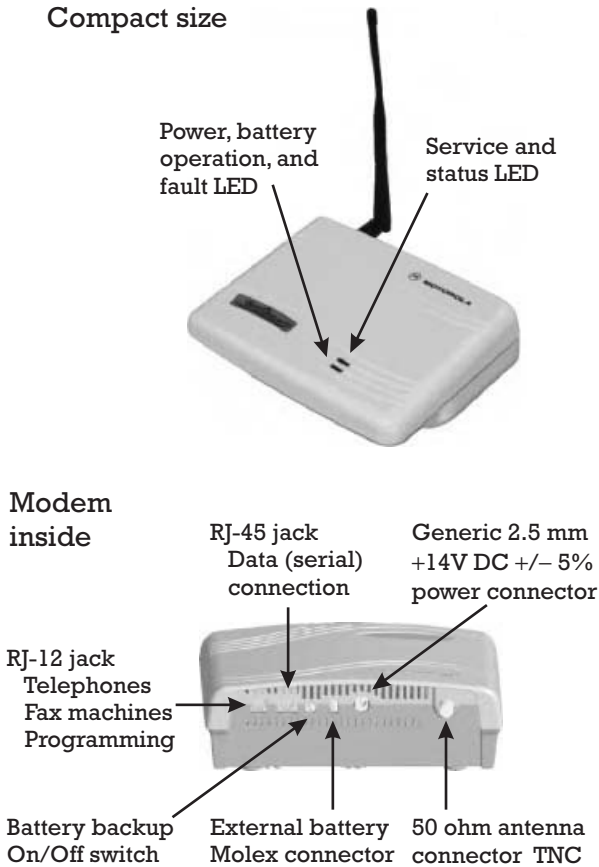 Compact size
Power, battery
operation, and
fault LED
Service and
status LED
MOTOROLA
Modem
inside
RJ-45 jack
Data (serial)
connection
Generic 2.5 mm
+14V DC +/– 5%
power connector
RJ-12 jack
Telephones
Fax machines
Programming
Battery backup
On/Off switch
External battery
Molex connector
50 ohm antenna
connector TNC